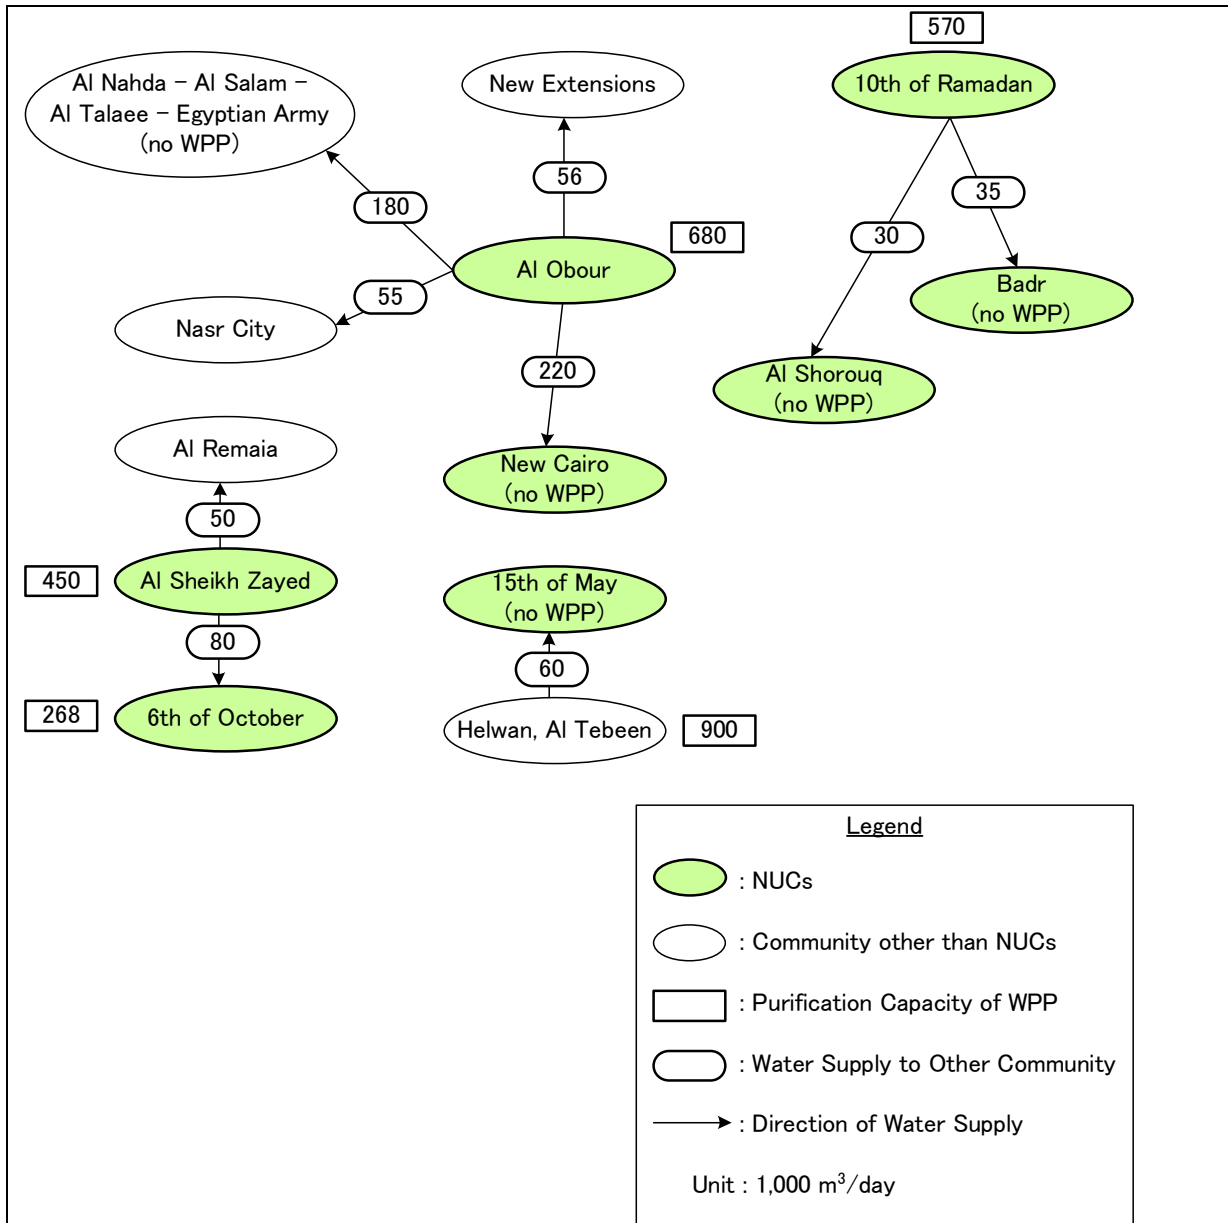 570
Al Nahda – Al Salam –
Al Talaee – Egyptian Army
(no WPP)
New Extensions
10th of Ramadan
180
56
35
30
680
Al Obour
55
Nasr City
Badr
(no WPP)
220
Al Shorouq
(no WPP)
Al Remaia
New Cairo
(no WPP)
50
450
Al Sheikh Zayed
15th of May
(no WPP)
80
60
268
6th of October
Helwan, Al Tebeen
900
Legend
: NUCs
: Community other than NUCs
: Purification Capacity of WPP
: Water Supply to Other Community
: Direction of Water Supply
Unit : 1,000 m³/day